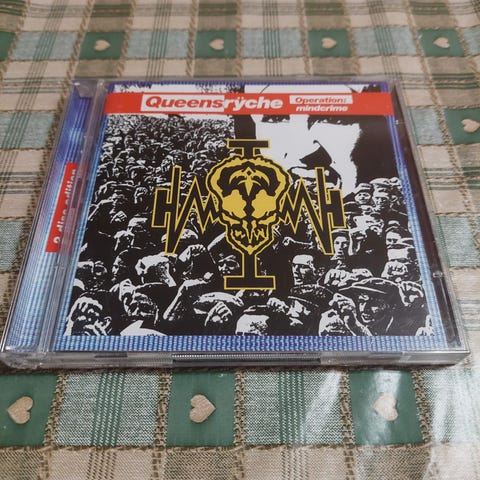 Queensrÿche
Operation:
mindcrime
2 disc edition